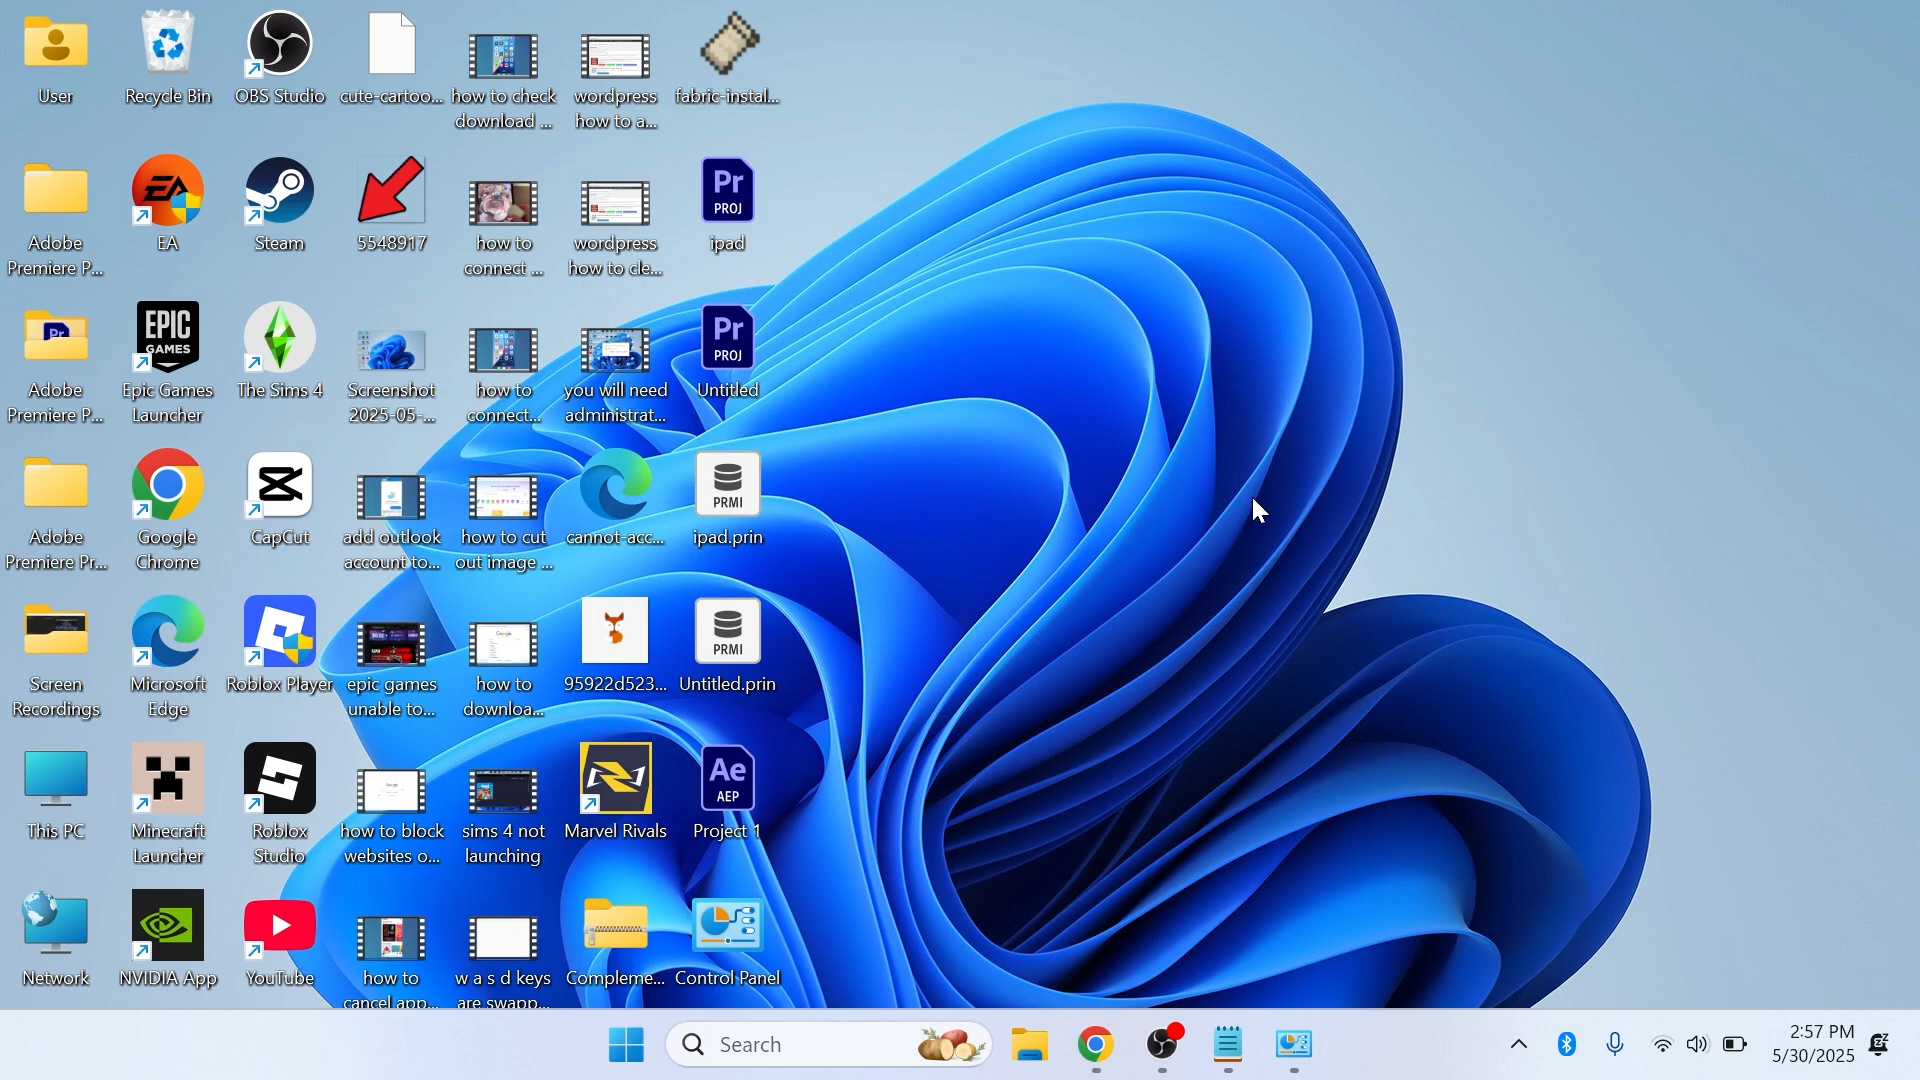 User
Recycle Bin
OBS Studio
cute-cartoo...
how to check
download ...
wordpress
how to a...
fabric-instal...
Adobe
Premiere P...
EA
EA
Steam
5548917
how to
connect ...
wordpress
how to cle...
Pr
PROJ
ipad
Pr
Adobe
Premiere P...
EPIC
GAMES
Epic Games
Launcher
The Sims 4
Screenshot
2025-05-...
how to
connect...
you will need
administrat...
Pr
PROJ
Untitled
Adobe
Premiere Pr...
Google
Chrome
CapCut
add outlook
account to...
how to cut
out image ...
cannot-acc...
PRMI
ipad.prin
Screen
Recordings
Microsoft
Edge
Roblox Player
epic games
unable to...
Google
how to
downloa...
95922d523...
PRMI
Untitled.prin
This PC
Minecraft
Launcher
Roblox
Studio
how to block
websites o...
sims 4 not
launching
Marvel Rivals
Ae
AEP
Project 1
Network
NVIDIA App
YouTube
how to
cancel app...
w a s d keys
are swapp...
Compleme...
Control Panel
Search
2:57 PM
5/30/2025